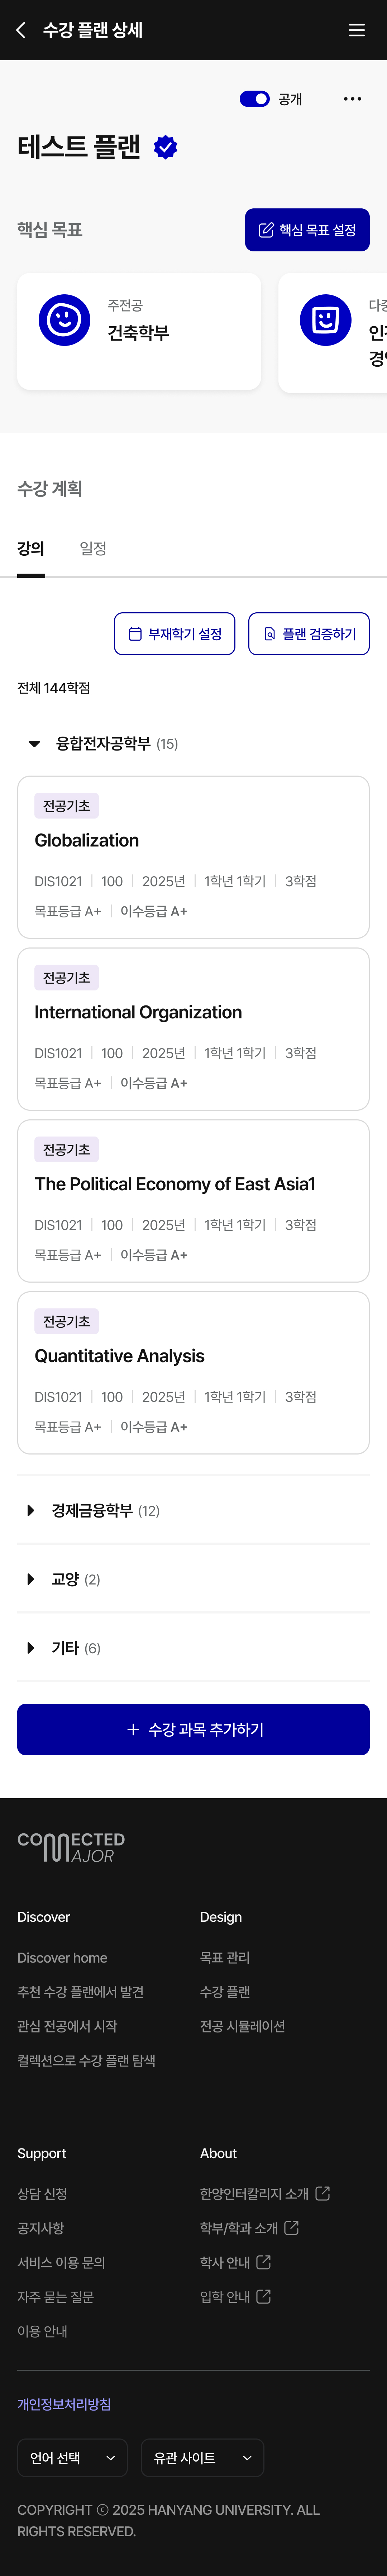 수강 플랜 상세
공개
테스트 플랜
핵심 목표
핵심 목표 설정
주전공
건축학부
수강 계획
강의 일정
부재학기 설정 플랜 검증하기
전체 144학점
융합전자공학부 (15)
전공기초
Globalization
DIS1021 | 100 | 2025년 | 1학년 1학기 | 3학점
목표등급 A+ | 이수등급 A+
전공기초
International Organization
DIS1021 | 100 | 2025년 | 1학년 1학기 | 3학점
목표등급 A+ | 이수등급 A+
전공기초
The Political Economy of East Asia1
DIS1021 | 100 | 2025년 | 1학년 1학기 | 3학점
목표등급 A+ | 이수등급 A+
전공기초
Quantitative Analysis
DIS1021 | 100 | 2025년 | 1학년 1학기 | 3학점
목표등급 A+ | 이수등급 A+
경제금융학부 (12)
교양 (2)
기타 (6)
+ 수강 과목 추가하기
CONNECTED
MAJOR
Discover
Discover home
추천 수강 플랜에서 발견
관심 전공에서 시작
컬렉션으로 수강 플랜 탐색
Design
목표 관리
수강 플랜
전공 시뮬레이션
Support
상담 신청
공지사항
서비스 이용 문의
자주 묻는 질문
이용 안내
About
한양인터칼리지 소개
학부/학과 소개
학사 안내
입학 안내
개인정보처리방침
언어 선택
유관 사이트
COPYRIGHT ⓒ 2025 HANYANG UNIVERSITY. ALL
RIGHTS RESERVED.